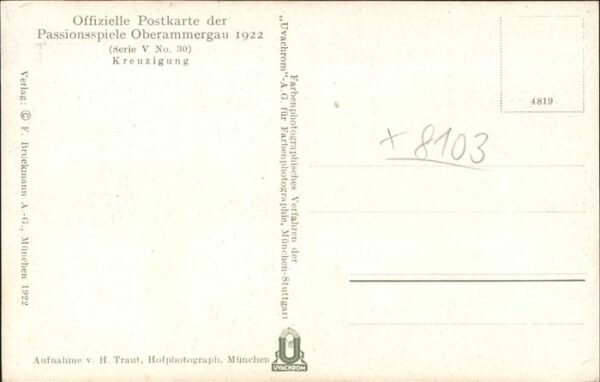 Offizielle Postkarte der
Passionsspiele Oberammergau 1922
(Serie V No. 30)
Kreuzigung
Verlag: © F. Bruckmann A.-G., München 1922
Farbenphotographisches Verfahren der
„Uvachrom"-A.G. für Farbenphotographie, München-Stuttgart
4819
+ 8103
Aufnahme v. H. Traut, Hofphotograph, München
U
UVACHROM